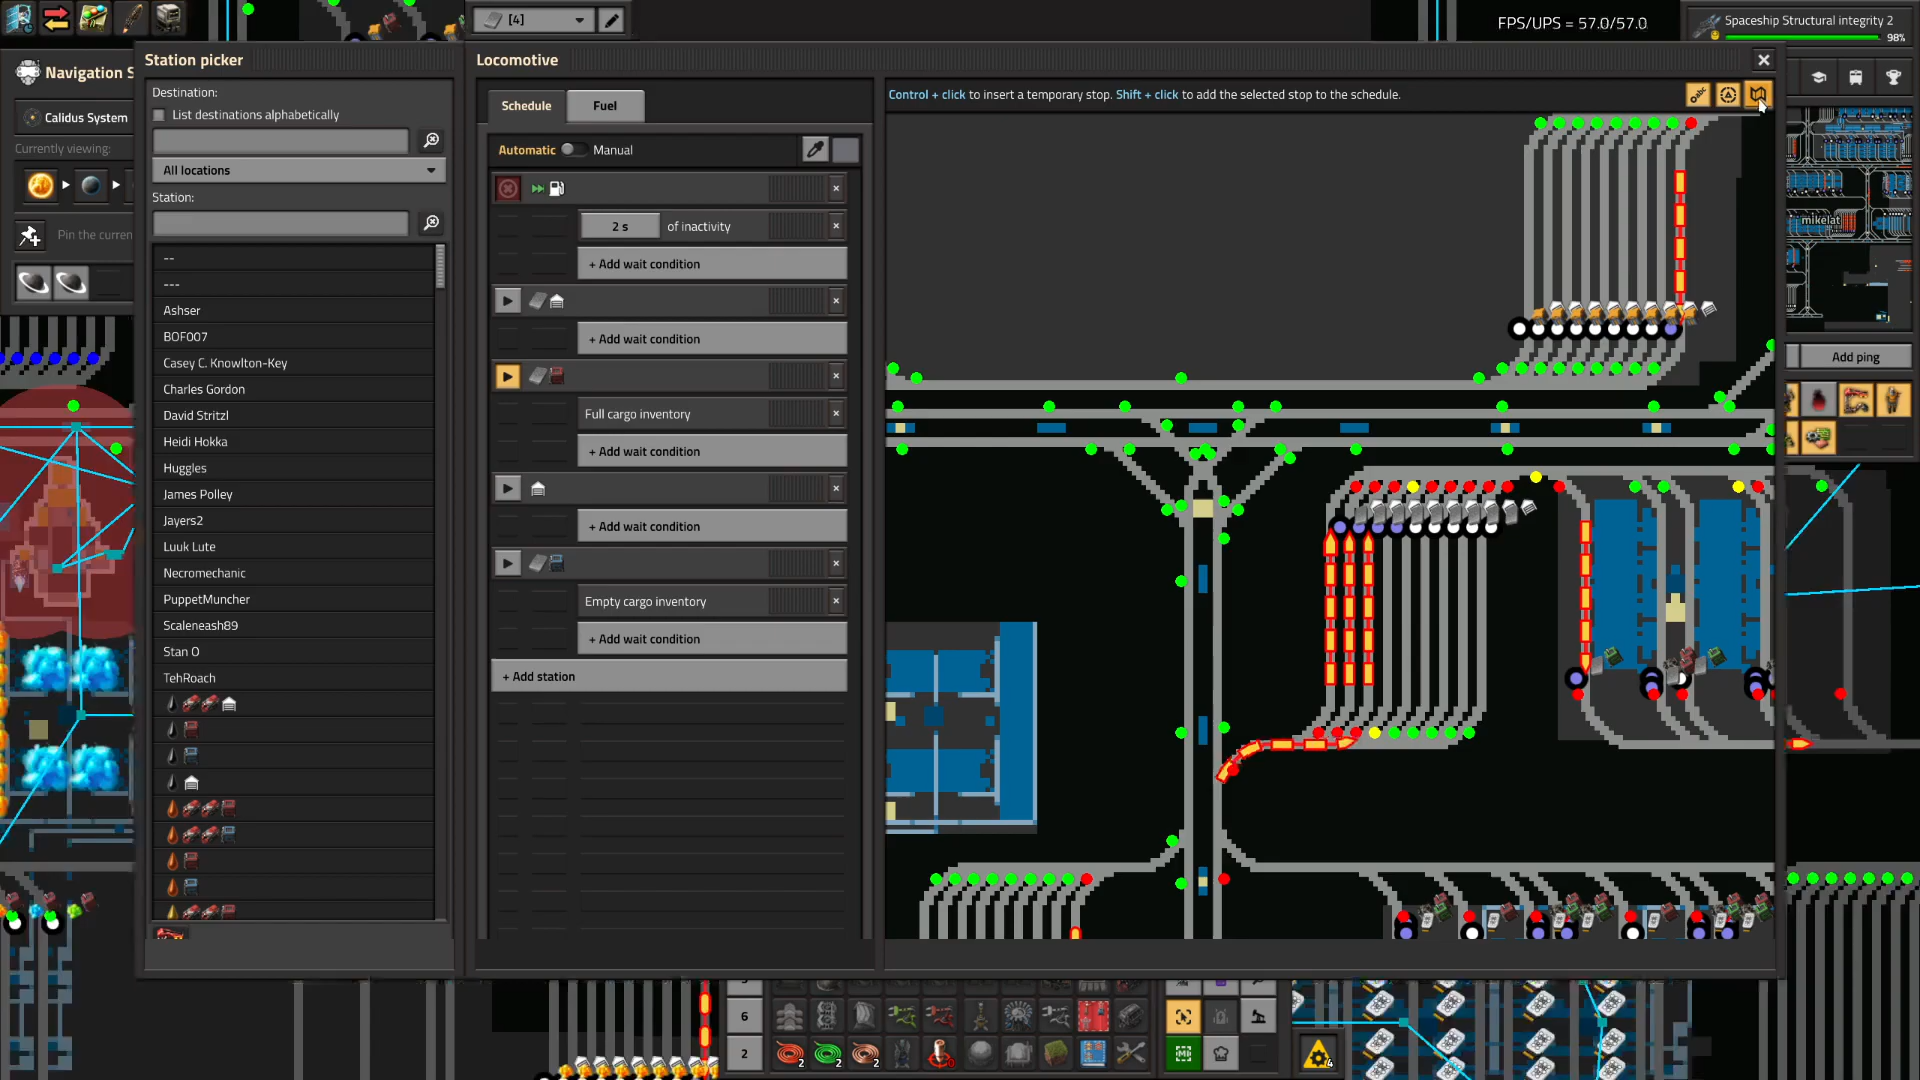 [4]
FPS/UPS = 57.0/57.0
Spaceship Structural integrity 2
98%
Navigation S
Calidus System
Currently viewing:
Pin the curren
Station picker
Destination:
List destinations alphabetically
All locations
Station:
--
---
Ashser
BOF007
Casey C. Knowlton-Key
Charles Gordon
David Stritzl
Heidi Hokka
Huggles
James Polley
Jayers2
Luuk Lute
Necromechanic
PuppetMuncher
Scaleneash89
Stan O
TehRoach
Locomotive
Schedule
Fuel
Automatic
Manual
2 s
of inactivity
+ Add wait condition
+ Add wait condition
Full cargo inventory
+ Add wait condition
+ Add wait condition
Empty cargo inventory
+ Add wait condition
+ Add station
Control + click to insert a temporary stop. Shift + click to add the selected stop to the schedule.
mikelat
Add ping
6
2
2
2
2
4